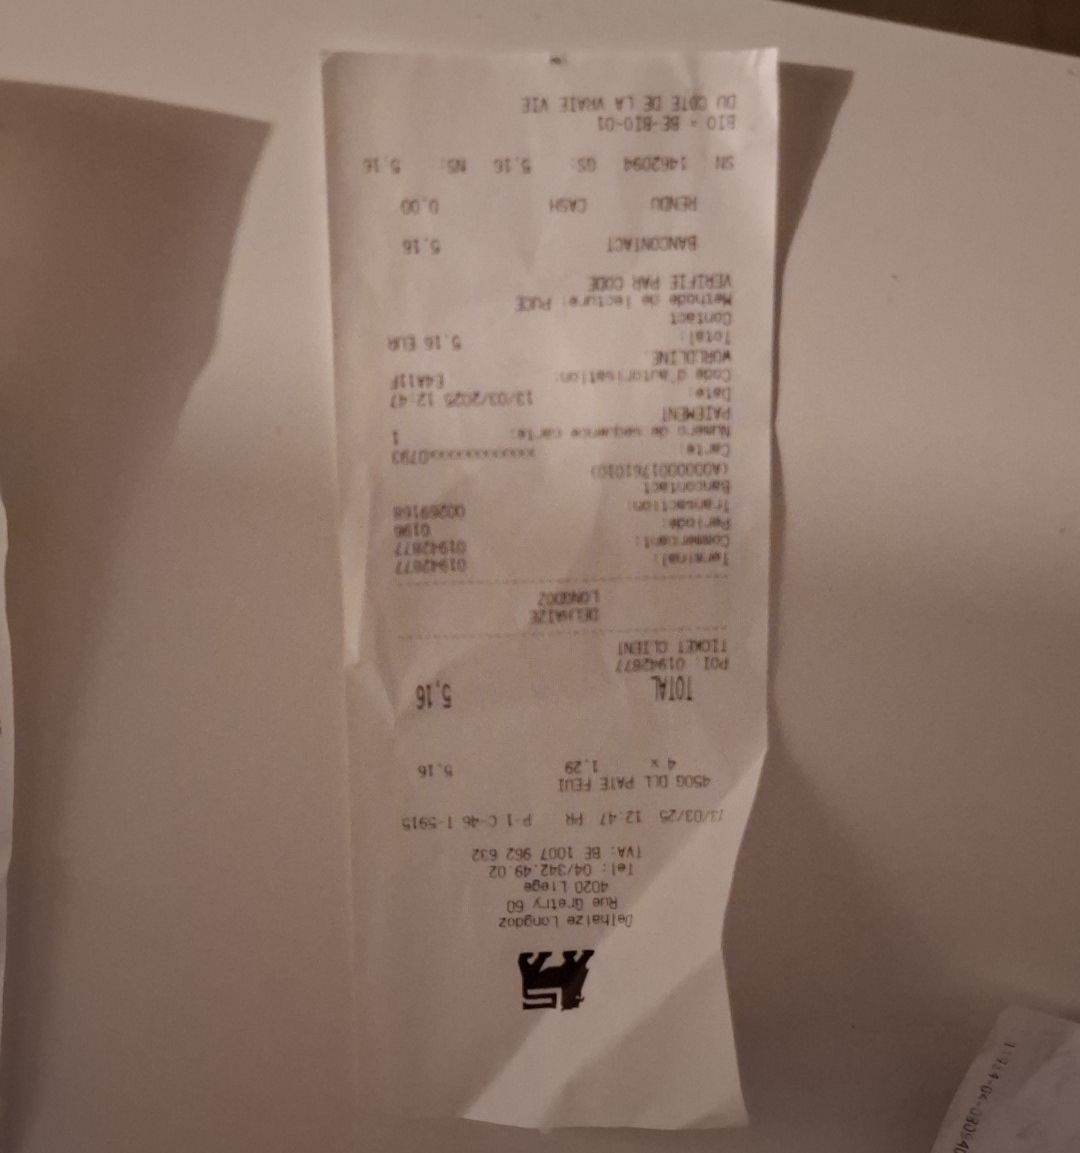 Delhaize Longdoz
Rue Gretry 60
4020 Liege
Tel: 04/342.49.02
TVA: BE 1007 962 632
13/03/25 12:47 PR P-1 C-46 T-5915
450G DLL PATE FEUI
4 x 1,29 5,16
TOTAL 5,16
POI: 01942877
TICKET CLIENT
DELHAIZE
LONGDOZ
Terminal: 01942877
Commercant: 01942877
Periode: 0196
Transaction: 00269168
Bancontact
(A0000001761010)
Carte: xxxxxxxxxxxx0793
Numero de sequence carte: 1
PAIEMENT
Date: 13/03/2025 12:47
Code d'autorisation: E4A11F
WORLDLINE
Total: 5,16 EUR
Contact
Methode de lecture: PUCE
VERIFIE PAR CODE
BANCONTACT 5,16
RENDU CASH 0,00
SN 1462094 GS: 5,16 NS: 5,16
BIO = BE-BIO-01
DU COTE DE LA VRAIE VIE